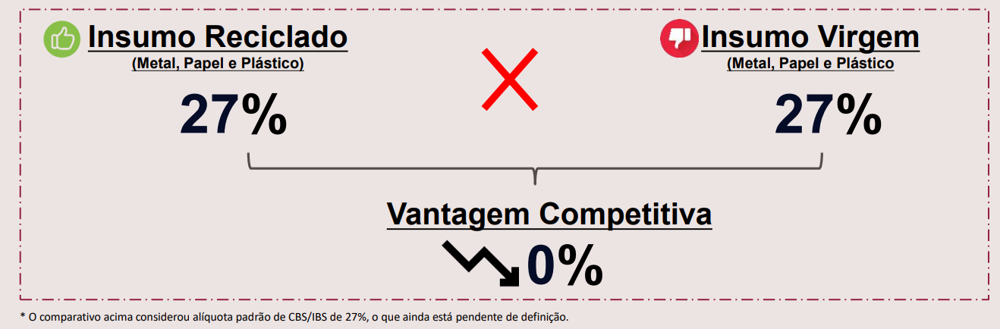 Insumo Reciclado
(Metal, Papel e Plástico)
27%
Insumo Virgem
(Metal, Papel e Plástico
27%
Vantagem Competitiva
0%
* O comparativo acima considerou alíquota padrão de CBS/IBS de 27%, o que ainda está pendente de definição.